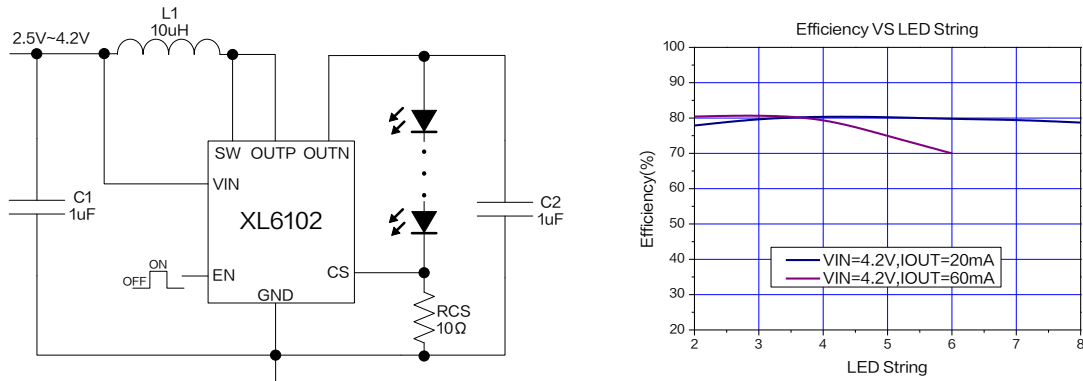 L1
10uH
2.5V~4.2V
SW OUTP OUTN
VIN
C1
1uF
XL6102
C2
1uF
ON
OFF
EN
CS
GND
RCS
10Ω
Efficiency VS LED String
Efficiency(%)
100
90
80
70
60
50
40
30
20
VIN=4.2V,IOUT=20mA
VIN=4.2V,IOUT=60mA
2 3 4 5 6 7 8
LED String